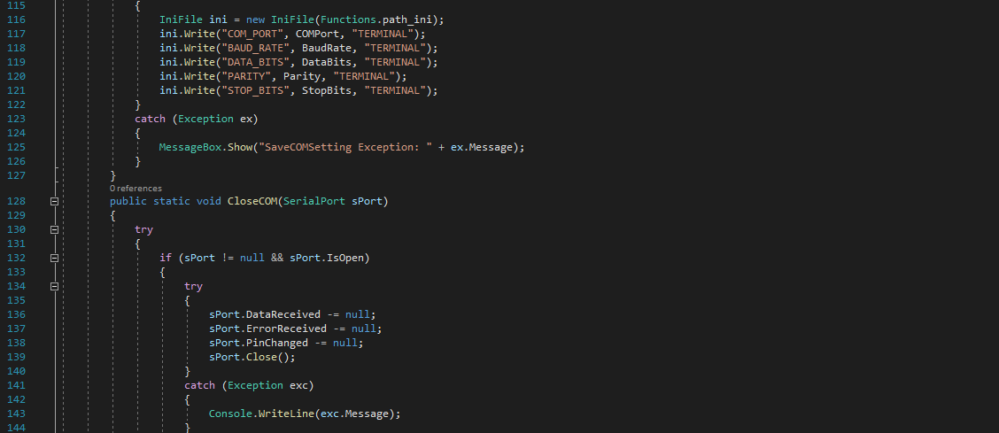 115 {
116 IniFile ini = new IniFile(Functions.path_ini);
117 ini.Write("COM_PORT", COMPort, "TERMINAL");
118 ini.Write("BAUD_RATE", BaudRate, "TERMINAL");
119 ini.Write("DATA_BITS", DataBits, "TERMINAL");
120 ini.Write("PARITY", Parity, "TERMINAL");
121 ini.Write("STOP_BITS", StopBits, "TERMINAL");
122 }
123 catch (Exception ex)
124 {
125 MessageBox.Show("SaveCOMSetting Exception: " + ex.Message);
126 }
127 }
0 references
128 public static void CloseCOM(SerialPort sPort)
129 {
130 try
131 {
132 if (sPort != null && sPort.IsOpen)
133 {
134 try
135 {
136 sPort.DataReceived -= null;
137 sPort.ErrorReceived -= null;
138 sPort.PinChanged -= null;
139 sPort.Close();
140 }
141 catch (Exception exc)
142 {
143 Console.WriteLine(exc.Message);
144 }